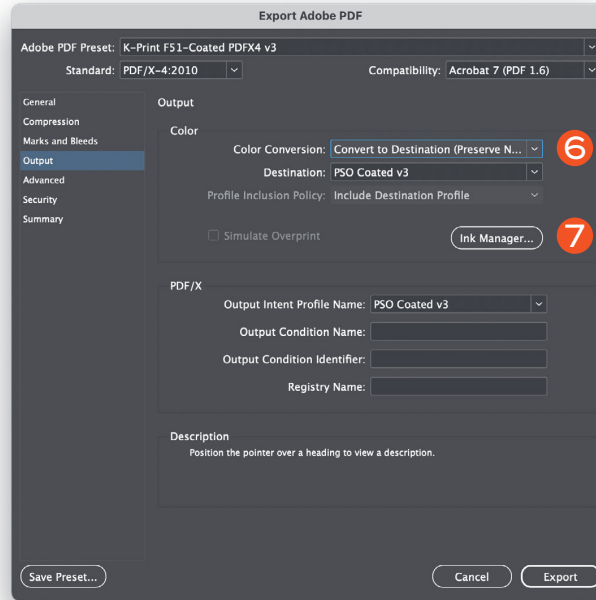 Export Adobe PDF
Adobe PDF Preset: K-Print F51-Coated PDFX4 v3
Standard: PDF/X-4:2010 Compatibility: Acrobat 7 (PDF 1.6)
General
Compression
Marks and Bleeds
Output
Advanced
Security
Summary
Output
Color
Color Conversion: Convert to Destination (Preserve N... 6
Destination: PSO Coated v3
Profile Inclusion Policy: Include Destination Profile
Simulate Overprint Ink Manager... 7
PDF/X
Output Intent Profile Name: PSO Coated v3
Output Condition Name:
Output Condition Identifier:
Registry Name:
Description
Position the pointer over a heading to view a description.
Save Preset... Cancel Export